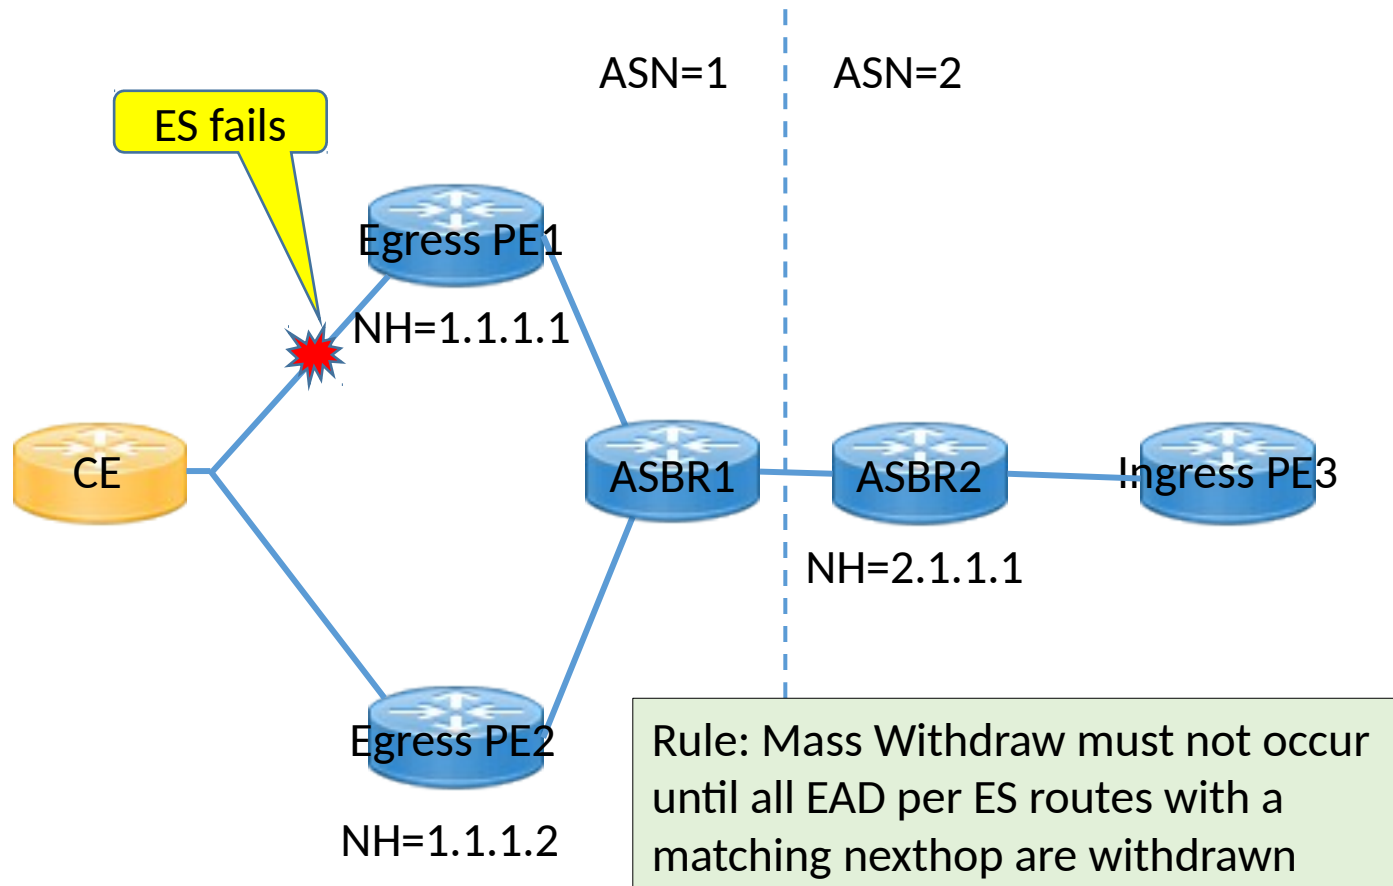 ASN=1
ASN=2
ES fails
Egress PE1
NH=1.1.1.1
CE
ASBR1
ASBR2
Ingress PE3
NH=2.1.1.1
Egress PE2
NH=1.1.1.2
Rule: Mass Withdraw must not occur
until all EAD per ES routes with a
matching nexthop are withdrawn